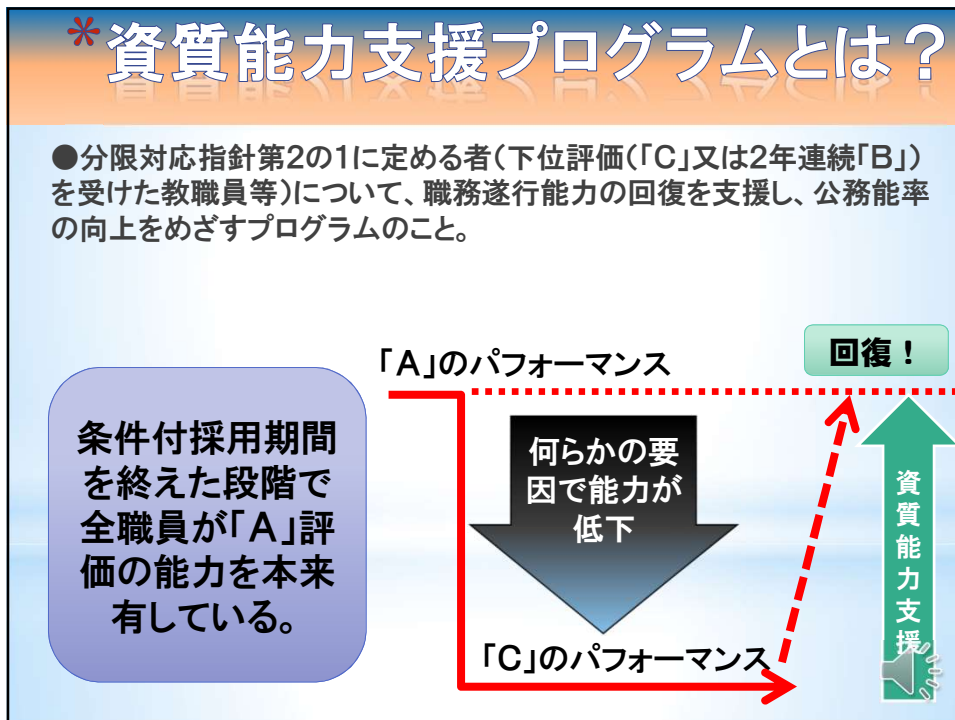 *資質能力支援プログラムとは？
●分限対応指針第２の１に定める者（下位評価（「Ｃ」又は２年連続「Ｂ」）
を受けた教職員等）について、職務遂行能力の回復を支援し、公務能率
の向上をめざすプログラムのこと。
「Ａ」のパフォーマンス
回復！
条件付採用期間
を終えた段階で
全職員が「Ａ」評
価の能力を本来
有している。
何らかの要
因で能力が
低下
資質能力支援
「Ｃ」のパフォーマンス